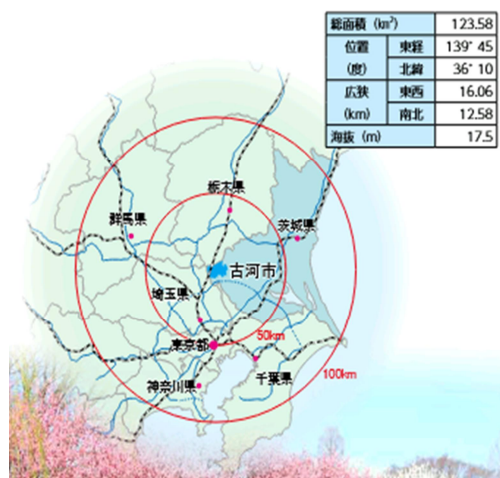 総面積（㎢） 123.58
位置（度） 東経 139ﾟ 45
北緯 36ﾟ 10
広狭（km） 東西 16.06
南北 12.58
海抜（m） 17.5
栃木県
群馬県
茨城県
古河市
埼玉県
50km
東京都
100km
神奈川県
千葉県